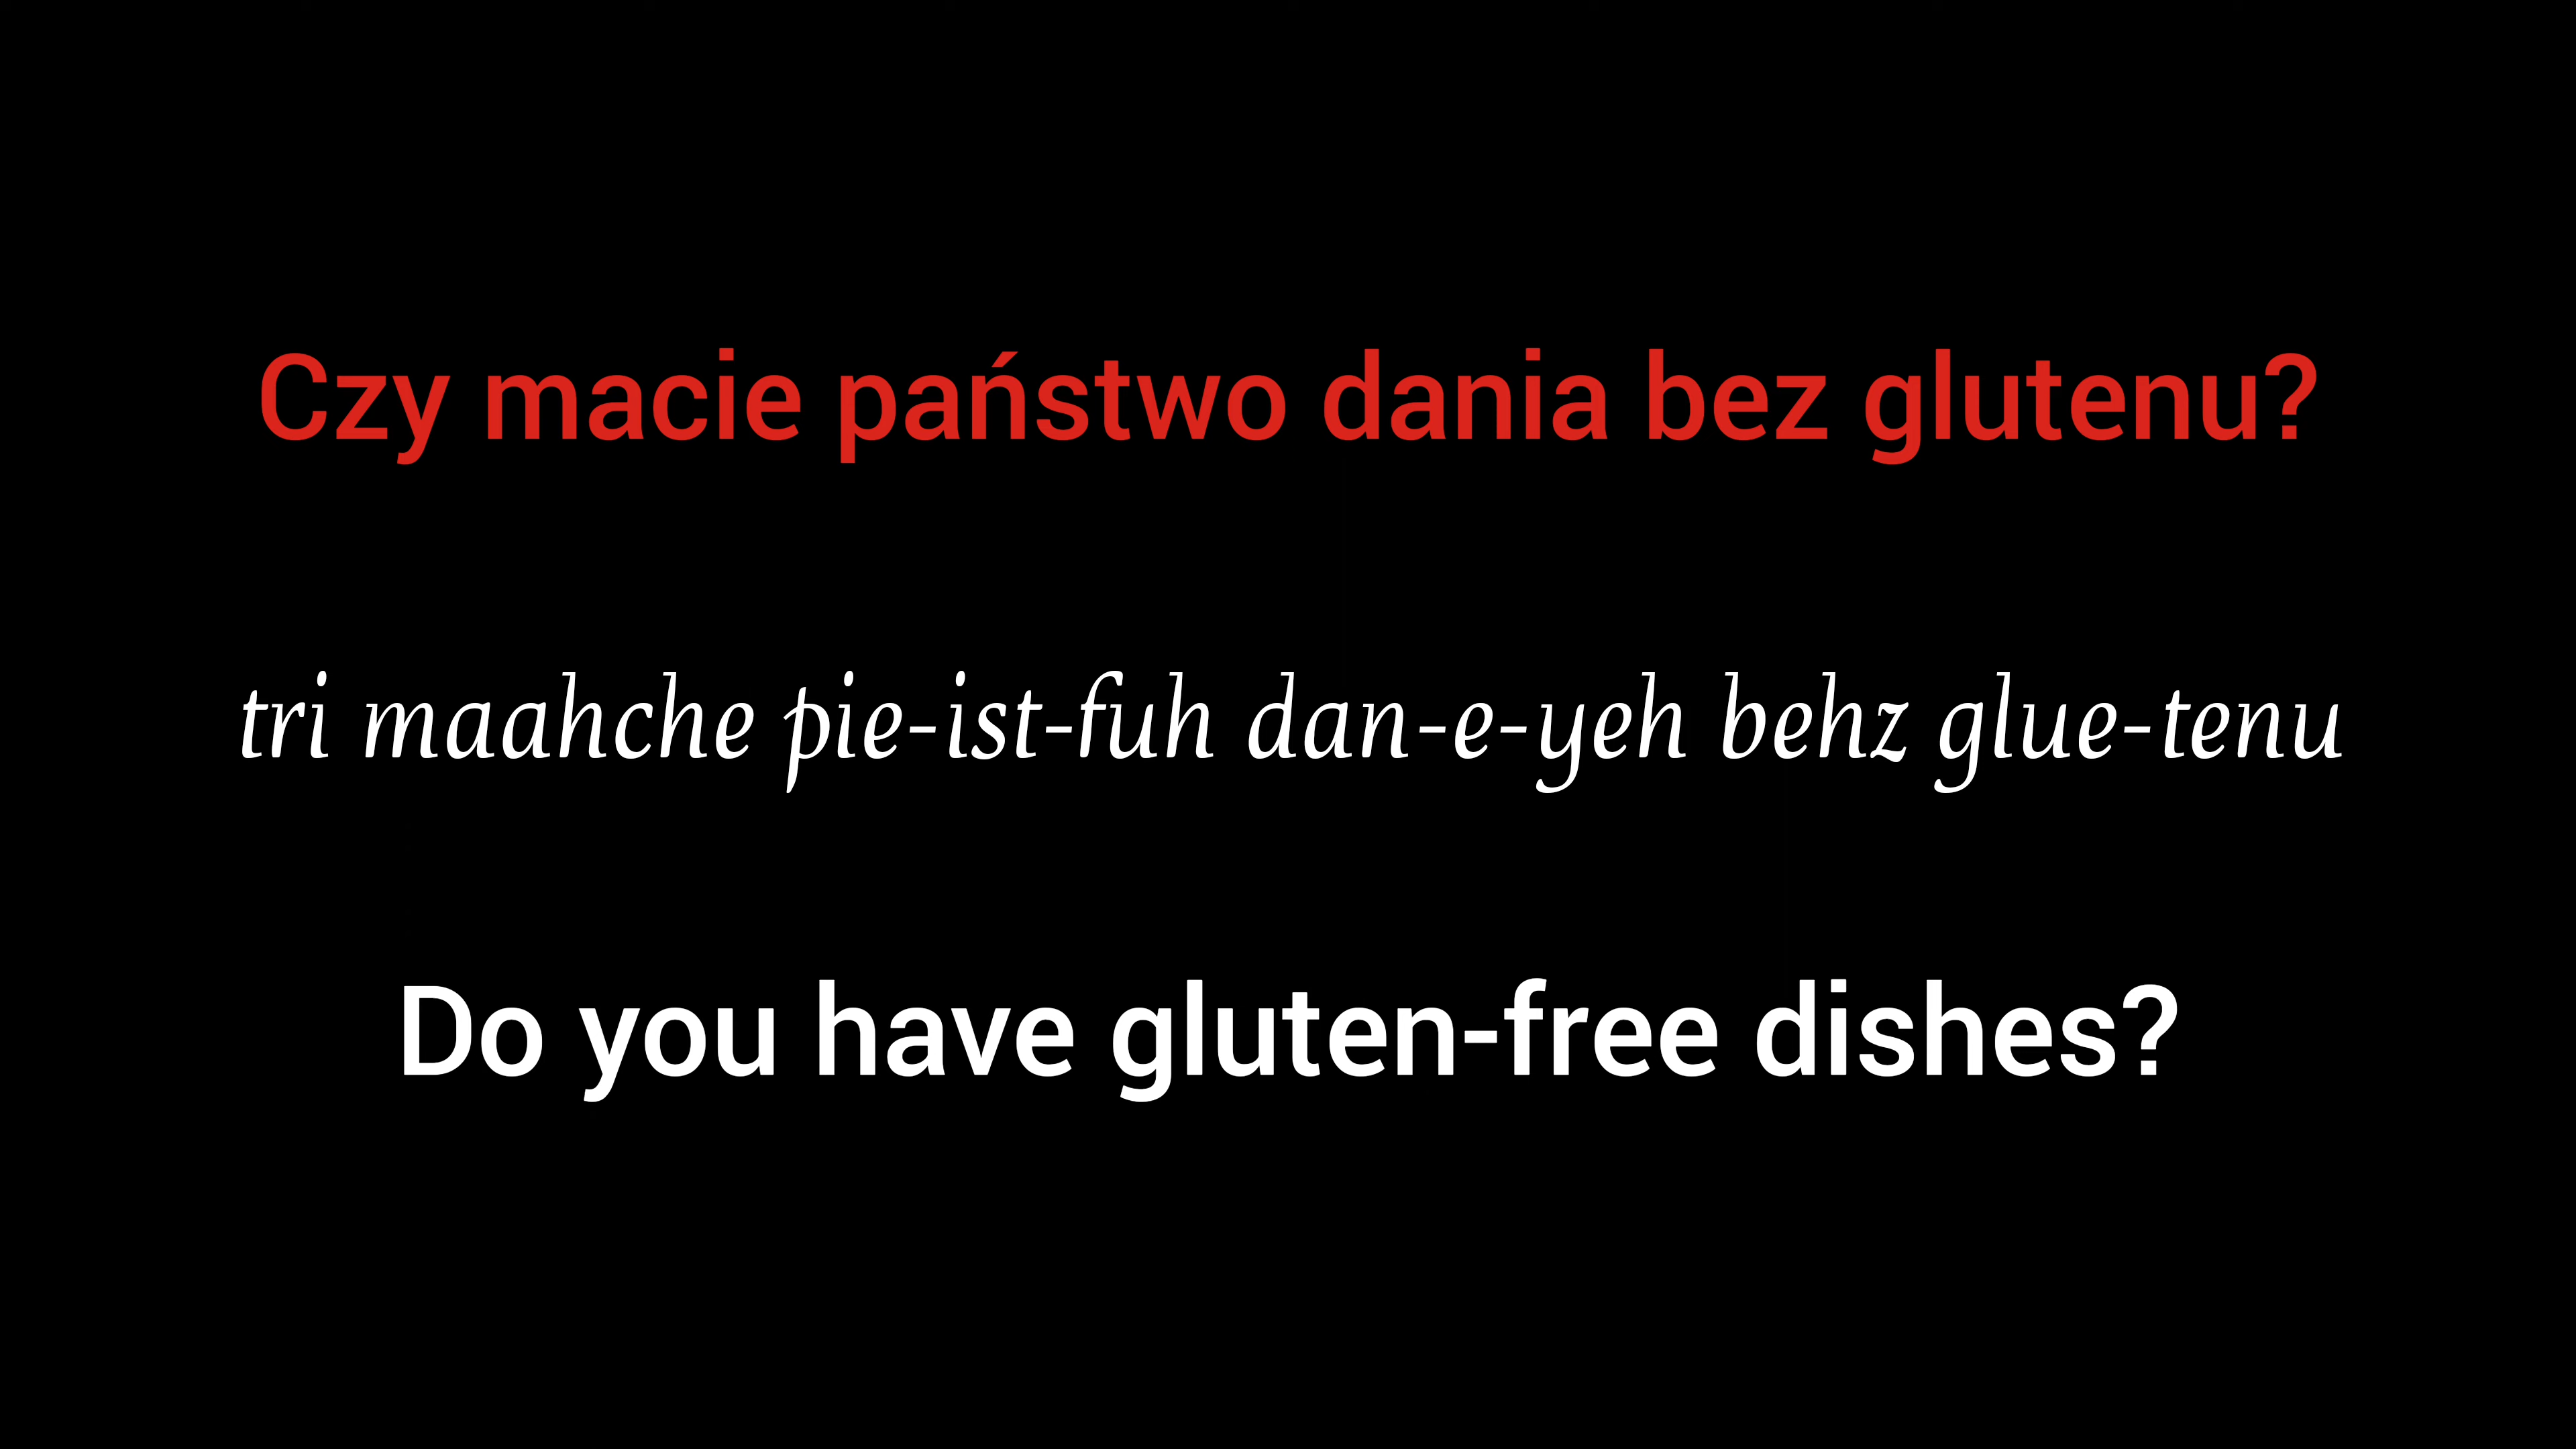 Czy macie państwo dania bez glutenu?
tri maahche pie-ist-fuh dan-e-yeh behz glue-tenu
Do you have gluten-free dishes?